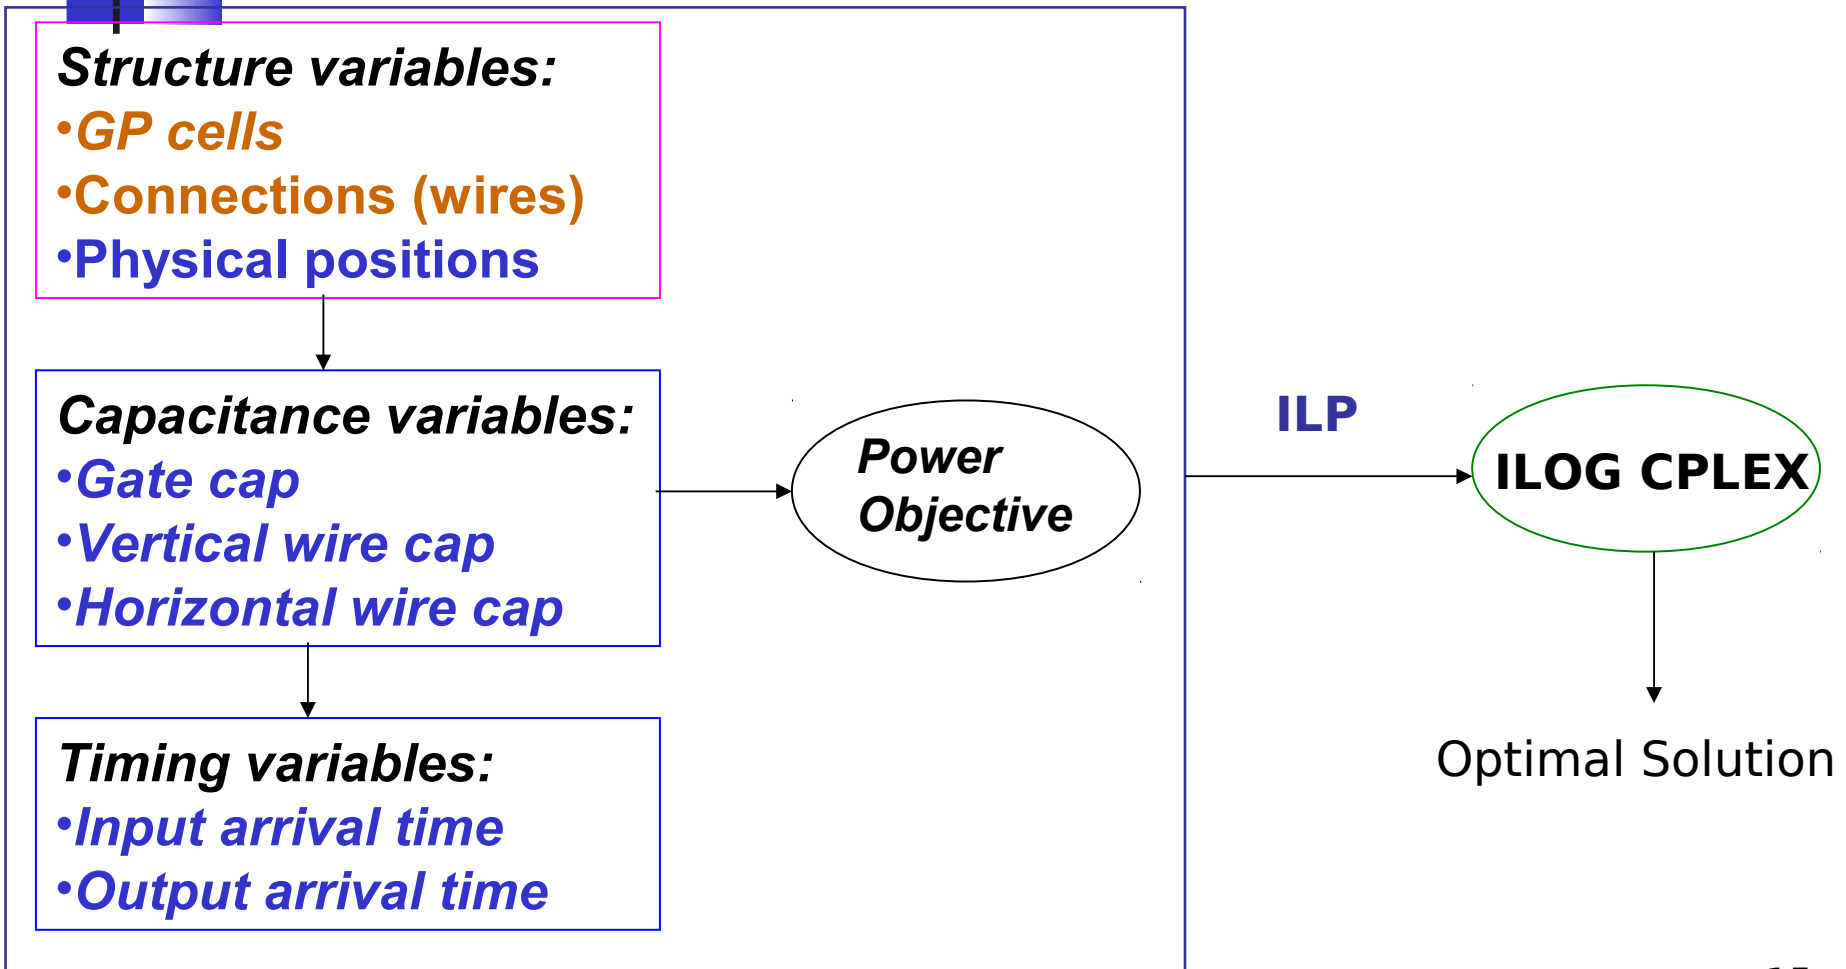 Structure variables:
•GP cells
•Connections (wires)
•Physical positions
Capacitance variables:
•Gate cap
•Vertical wire cap
•Horizontal wire cap
Timing variables:
•Input arrival time
•Output arrival time
Power
Objective
ILP
ILOG CPLEX
Optimal Solution